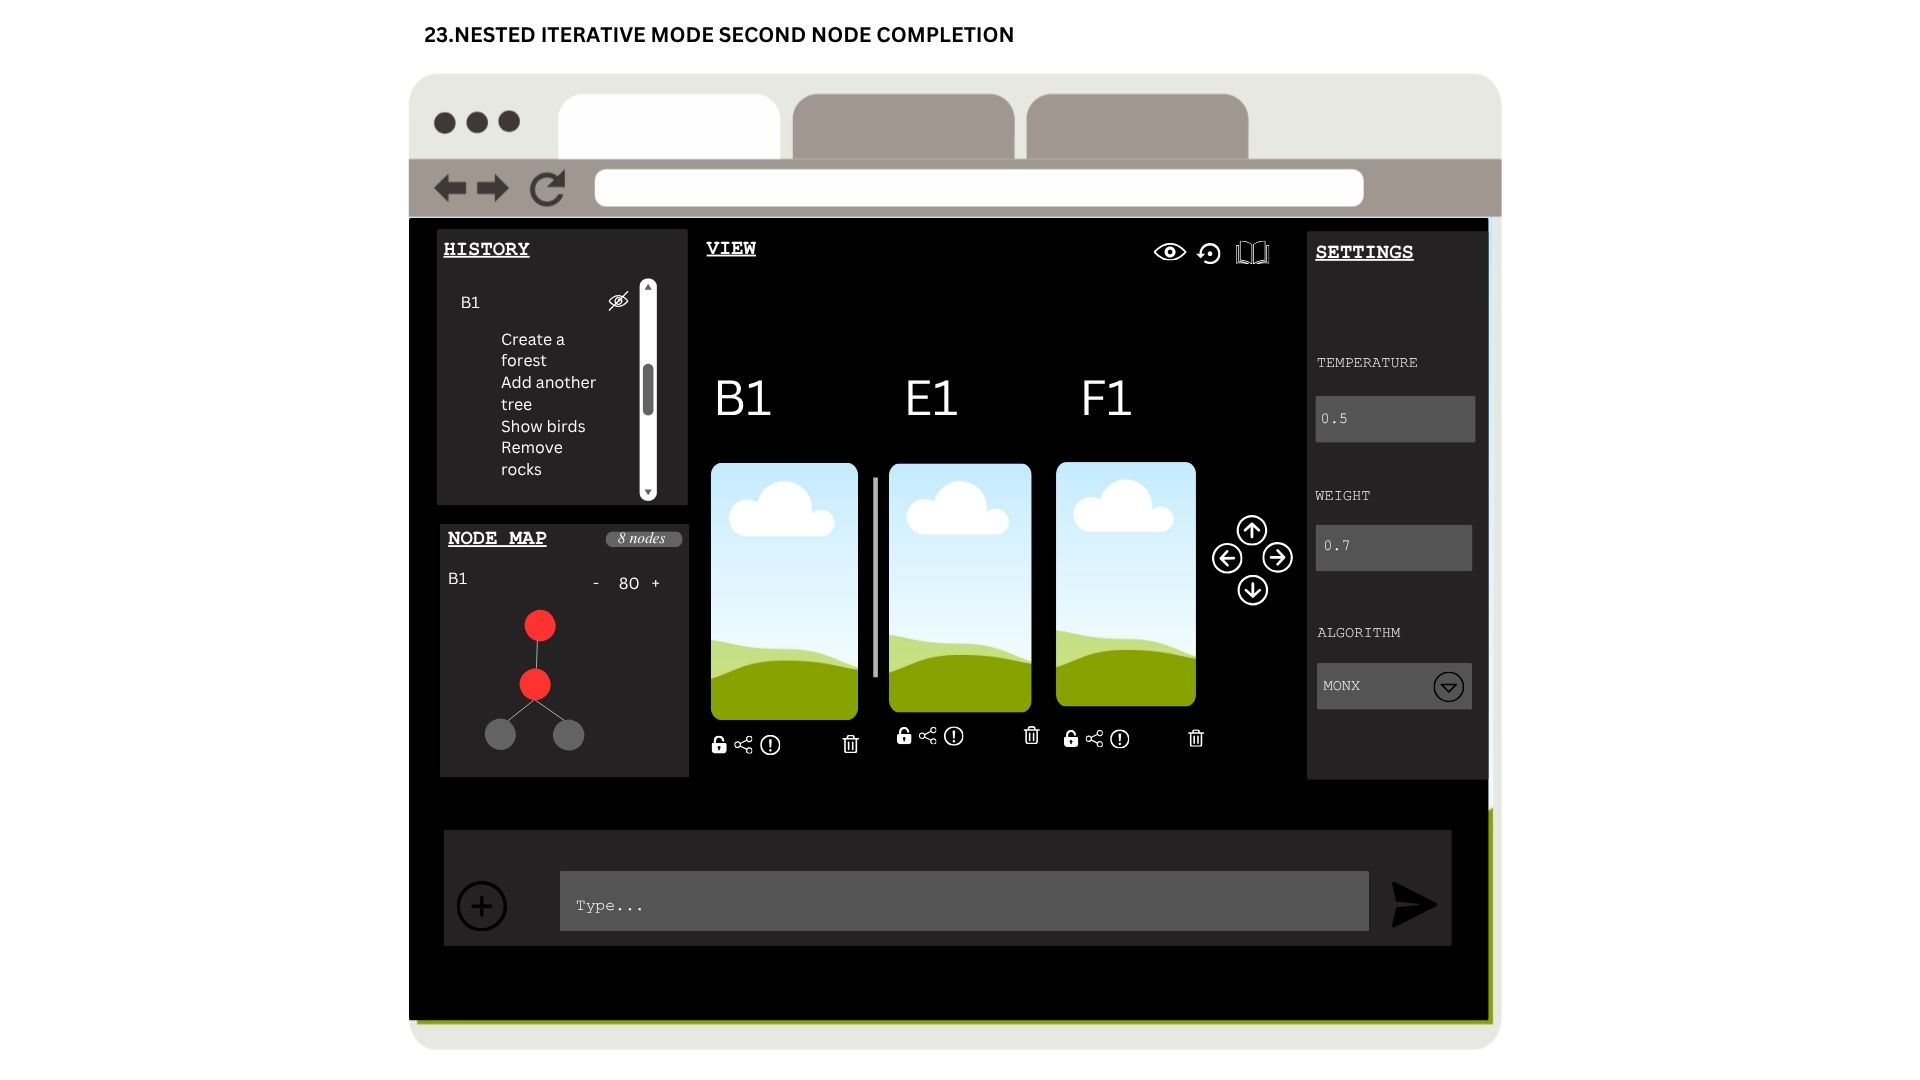 23.NESTED ITERATIVE MODE SECOND NODE COMPLETION
HISTORY
B1
Create a
forest
Add another
tree
Show birds
Remove
rocks
NODE MAP
8 nodes
B1
- 80 +
VIEW
B1 E1 F1
SETTINGS
TEMPERATURE
0.5
WEIGHT
0.7
ALGORITHM
MONX
Type...